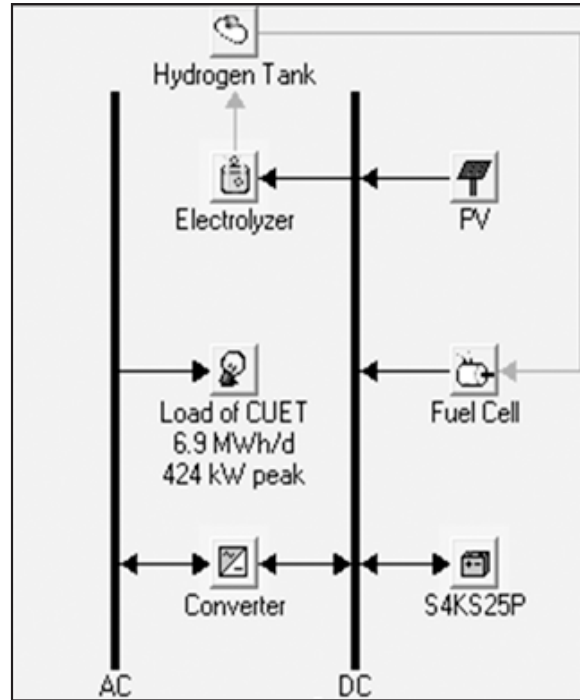 Hydrogen Tank
Electrolyzer
PV
Load of CUET
6.9 MWh/d
424 kW peak
Fuel Cell
Converter
S4KS25P
AC
DC